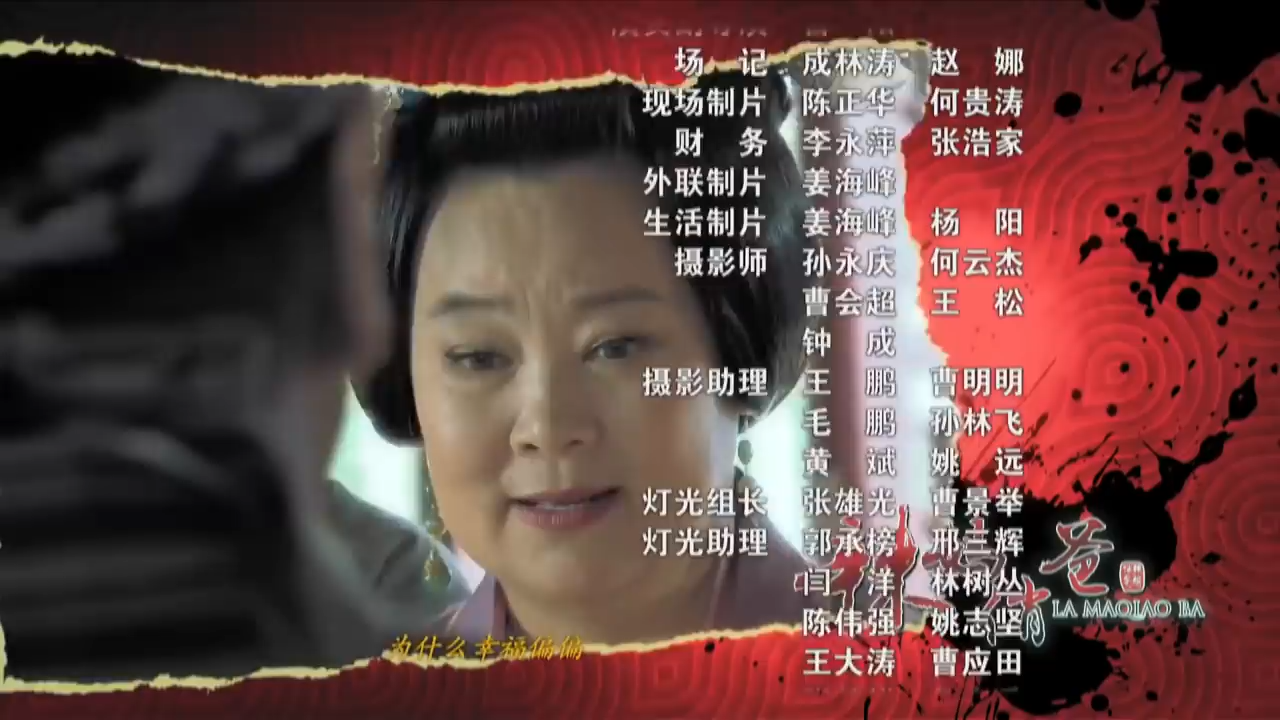 场 记 成林涛 赵 娜
现场制片 陈正华 何贵涛
财 务 李永萍 张浩家
外联制片 姜海峰
生活制片 姜海峰 杨 阳
摄影师 孙永庆 何云杰
曹会超 王 松
钟 成
摄影助理 王 鹏 曹明明
毛 鹏 孙林飞
黄 斌 姚 远
灯光组长 张雄光 曹景举
灯光助理 郭承榜 邢三辉
闫 洋 林树丛
陈伟强 姚志坚
王大涛 曹应田
爸
LA MAOQIAO BA
为什么幸福偏偏